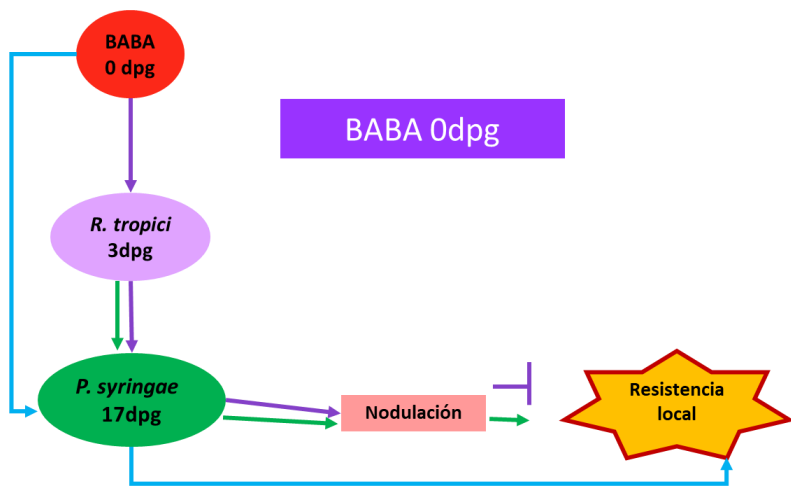 BABA
0 dpg
BABA 0dpg
R. tropici
3dpg
P. syringae
17dpg
Nodulación
Resistencia
local